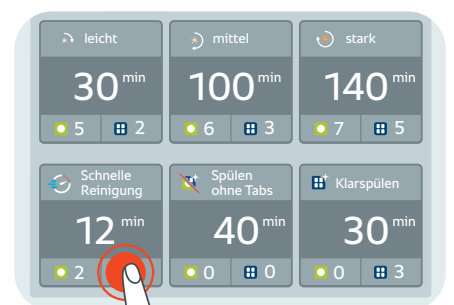 leicht
30 min
5 2
mittel
100 min
6 3
stark
140 min
7 5
Schnelle
Reinigung
12 min
2
Spülen
ohne Tabs
40 min
0 0
Klarspülen
30 min
0 3